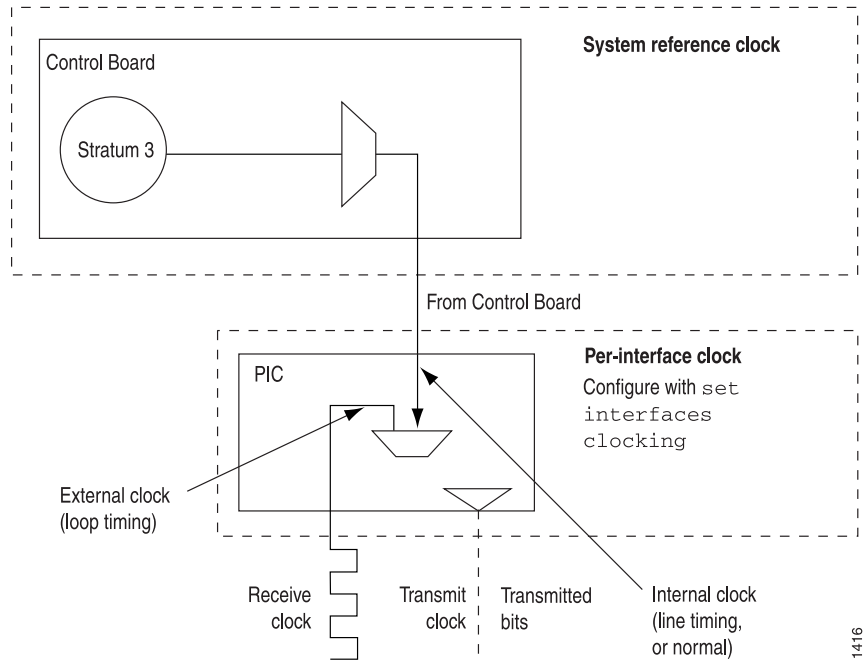 System reference clock
Control Board
Stratum 3
From Control Board
Per-interface clock
Configure with set
interfaces
clocking
PIC
External clock
(loop timing)
Receive
clock
Transmit
clock
Transmitted
bits
Internal clock
(line timing,
or normal)
1416